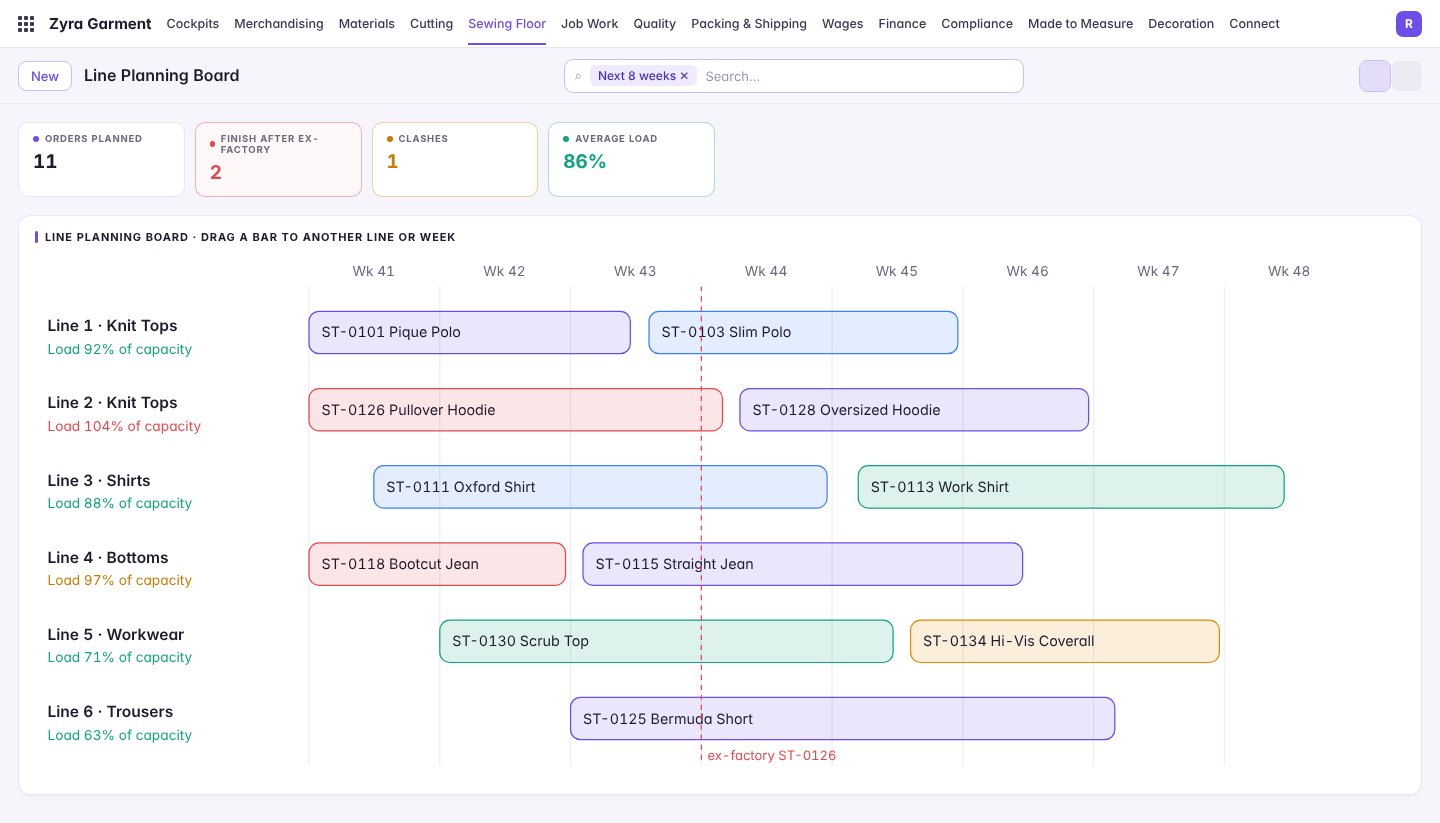 Zyra Garment Cockpits Merchandising Materials Cutting Sewing Floor Job Work Quality Packing & Shipping Wages Finance Compliance Made to Measure Decoration Connect R
New Line Planning Board Next 8 weeks ✕ Search...
ORDERS PLANNED
11
FINISH AFTER EX-
FACTORY
2
CLASHES
1
AVERAGE LOAD
86%
LINE PLANNING BOARD · DRAG A BAR TO ANOTHER LINE OR WEEK
Wk 41 Wk 42 Wk 43 Wk 44 Wk 45 Wk 46 Wk 47 Wk 48
Line 1 · Knit Tops
Load 92% of capacity
ST-0101 Pique Polo ST-0103 Slim Polo
Line 2 · Knit Tops
Load 104% of capacity
ST-0126 Pullover Hoodie ST-0128 Oversized Hoodie
Line 3 · Shirts
Load 88% of capacity
ST-0111 Oxford Shirt ST-0113 Work Shirt
Line 4 · Bottoms
Load 97% of capacity
ST-0118 Bootcut Jean ST-0115 Straight Jean
Line 5 · Workwear
Load 71% of capacity
ST-0130 Scrub Top ST-0134 Hi-Vis Coverall
Line 6 · Trousers
Load 63% of capacity
ST-0125 Bermuda Short
ex-factory ST-0126